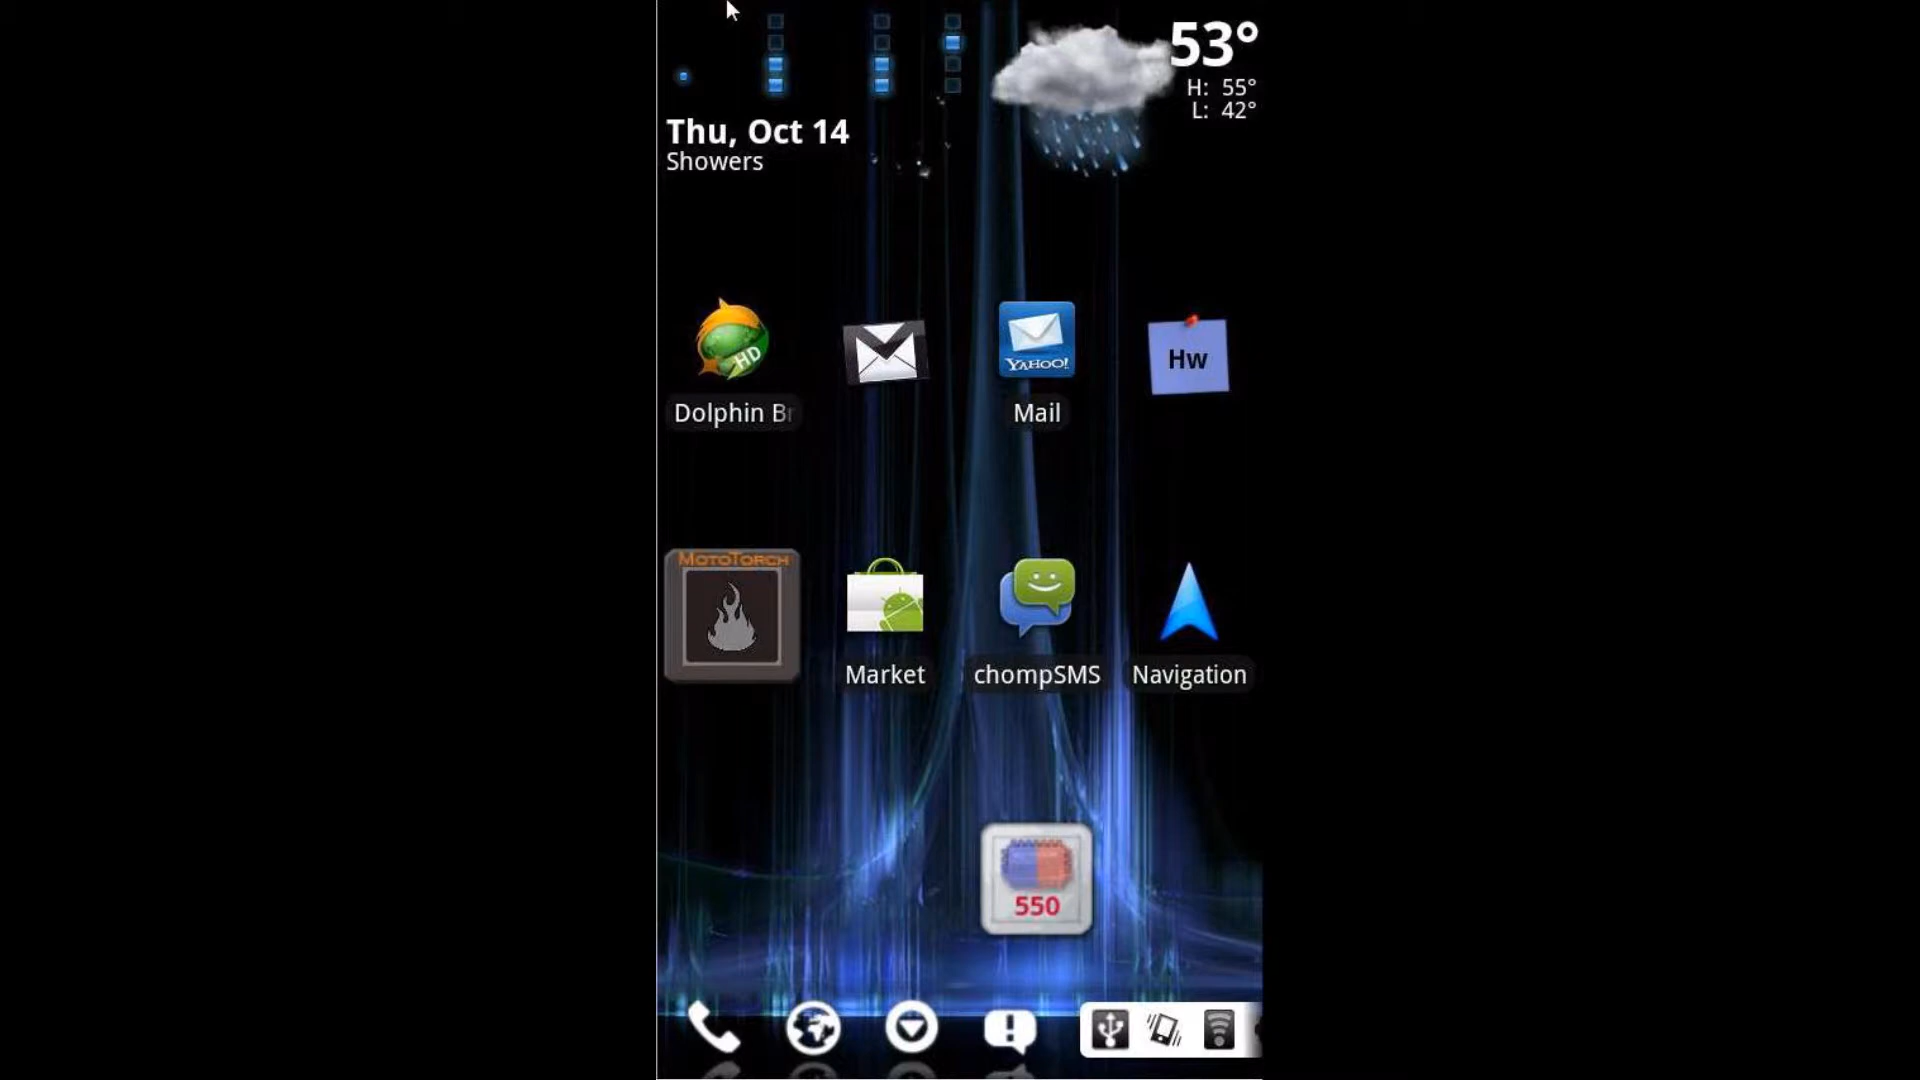 53°
H: 55°
L: 42°
Thu, Oct 14
Showers
HD
YAHOO!
Hw
Dolphin Br
Mail
MOTOTORCH
Market
chompSMS
Navigation
550